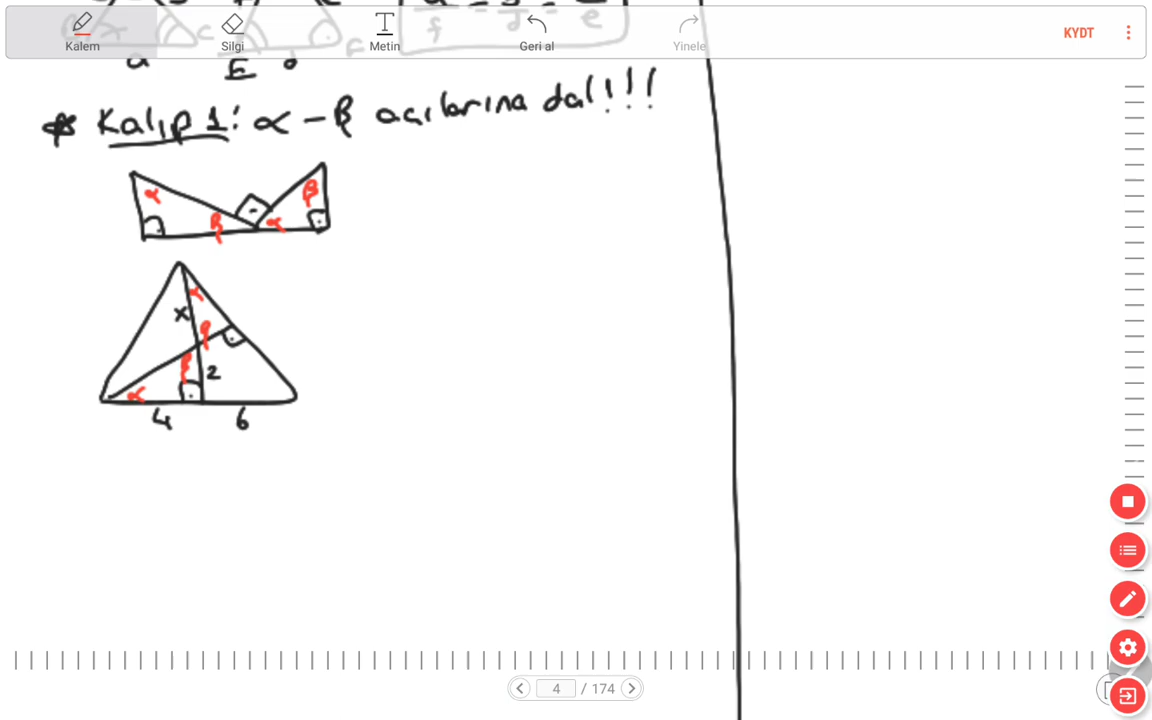 Kalem
Silgi
Metin
Geri al
Yinele
KYDT
* Kalıp 1: α - β açılarına dal!!!
α β α β
α
x
β
β 2
α
4 6
4 / 174